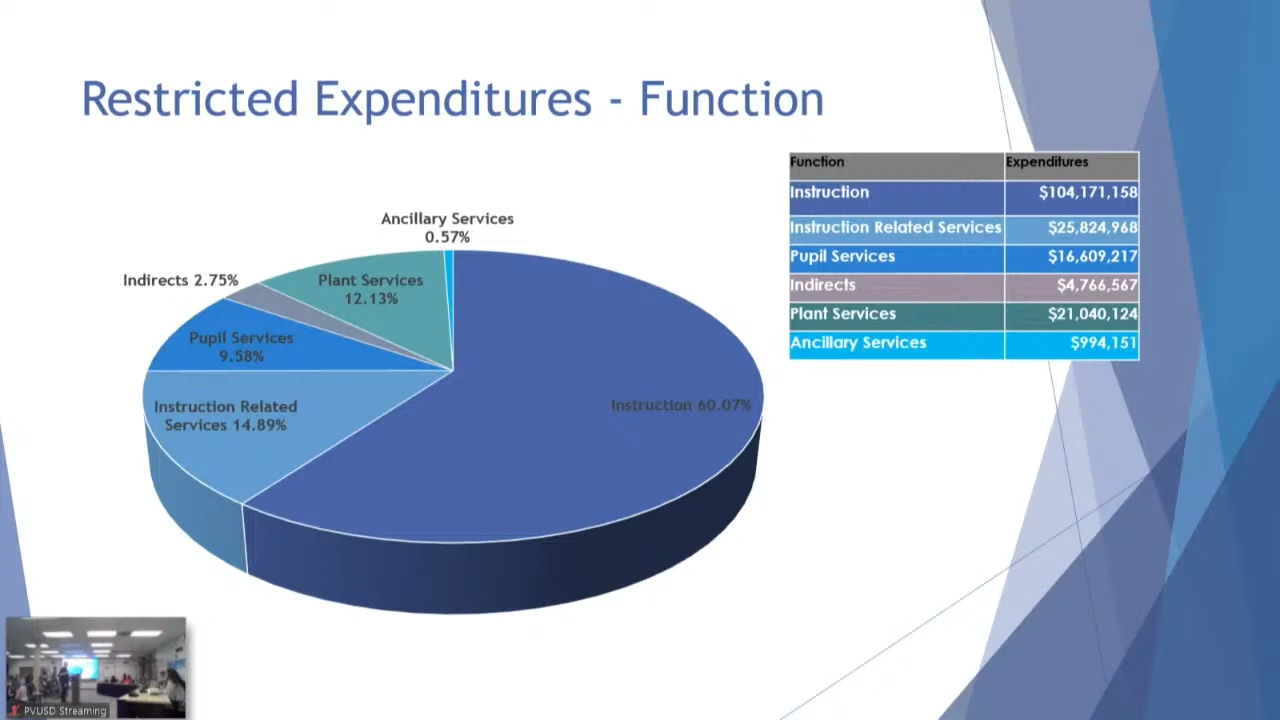 Restricted Expenditures - Function
Function Expenditures
Instruction $104,171,158
Instruction Related Services $25,824,968
Pupil Services $16,609,217
Indirects $4,766,567
Plant Services $21,040,124
Ancillary Services $994,151
Ancillary Services
0.57%
Indirects 2.75%
Plant Services
12.13%
Pupil Services
9.58%
Instruction Related
Services 14.89%
Instruction 60.07%
PVUSD Streaming